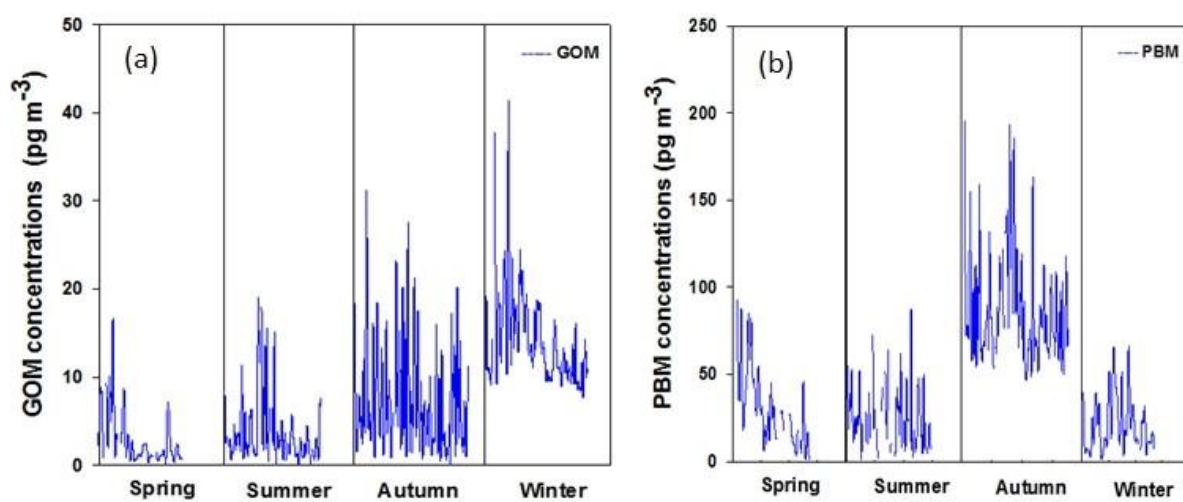 50
40
30
20
10
0
GOM concentrations (pg m-3)
(a)
GOM
Spring
Summer
Autumn
Winter
250
200
150
100
50
0
PBM concentrations (pg m-3)
(b)
PBM
Spring
Summer
Autumn
Winter